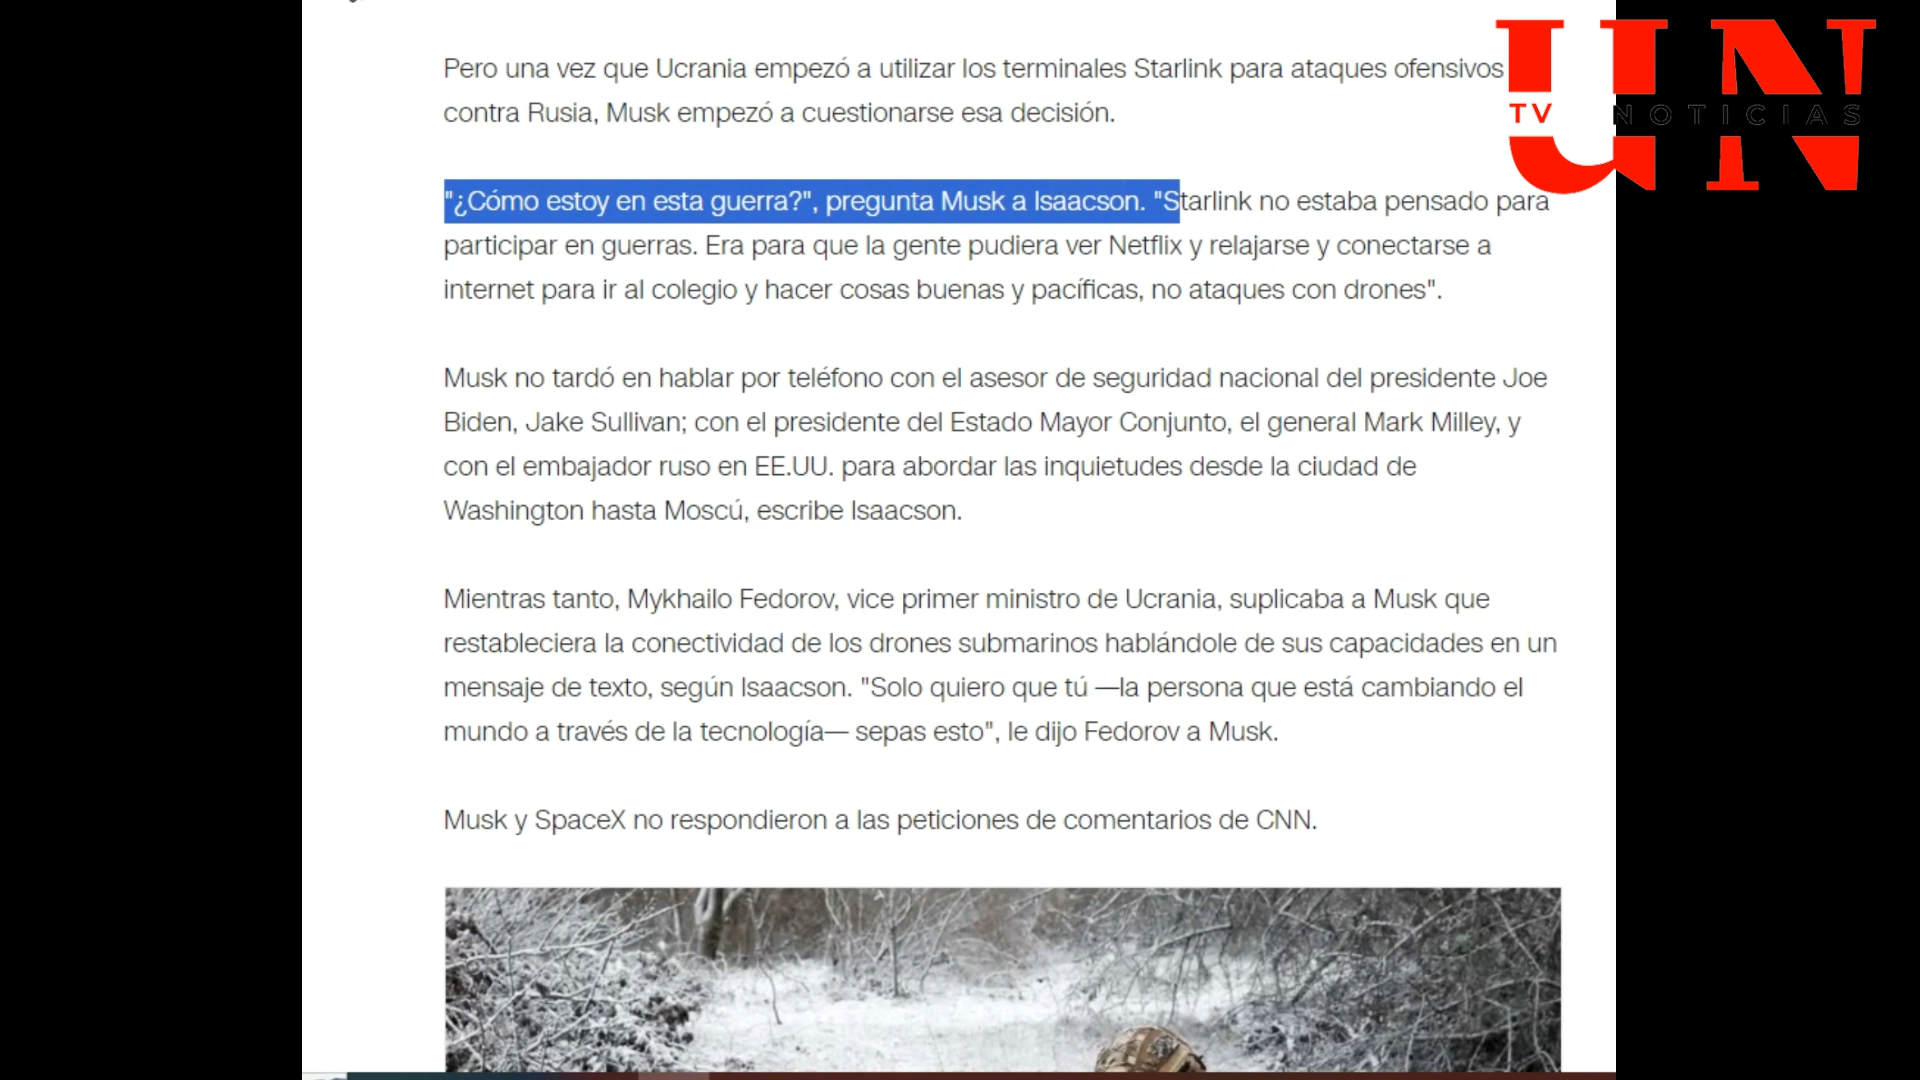 Pero una vez que Ucrania empezó a utilizar los terminales Starlink para ataques ofensivos
contra Rusia, Musk empezó a cuestionarse esa decisión.
"¿Cómo estoy en esta guerra?", pregunta Musk a Isaacson. "Starlink no estaba pensado para
participar en guerras. Era para que la gente pudiera ver Netflix y relajarse y conectarse a
internet para ir al colegio y hacer cosas buenas y pacíficas, no ataques con drones".
Musk no tardó en hablar por teléfono con el asesor de seguridad nacional del presidente Joe
Biden, Jake Sullivan; con el presidente del Estado Mayor Conjunto, el general Mark Milley, y
con el embajador ruso en EE.UU. para abordar las inquietudes desde la ciudad de
Washington hasta Moscú, escribe Isaacson.
Mientras tanto, Mykhailo Fedorov, vice primer ministro de Ucrania, suplicaba a Musk que
restableciera la conectividad de los drones submarinos hablándole de sus capacidades en un
mensaje de texto, según Isaacson. "Solo quiero que tú —la persona que está cambiando el
mundo a través de la tecnología— sepas esto", le dijo Fedorov a Musk.
Musk y SpaceX no respondieron a las peticiones de comentarios de CNN.
UN
TV NOTICIAS